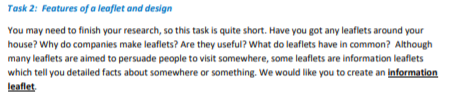 Task 2: Features of a leaflet and design
You may need to finish your research, so this task is quite short. Have you got any leaflets around your
house? Why do companies make leaflets? Are they useful? What do leaflets have in common? Although
many leaflets are aimed to persuade people to visit somewhere, some leaflets are information leaflets
which tell you detailed facts about somewhere or something. We would like you to create an information
leaflet.